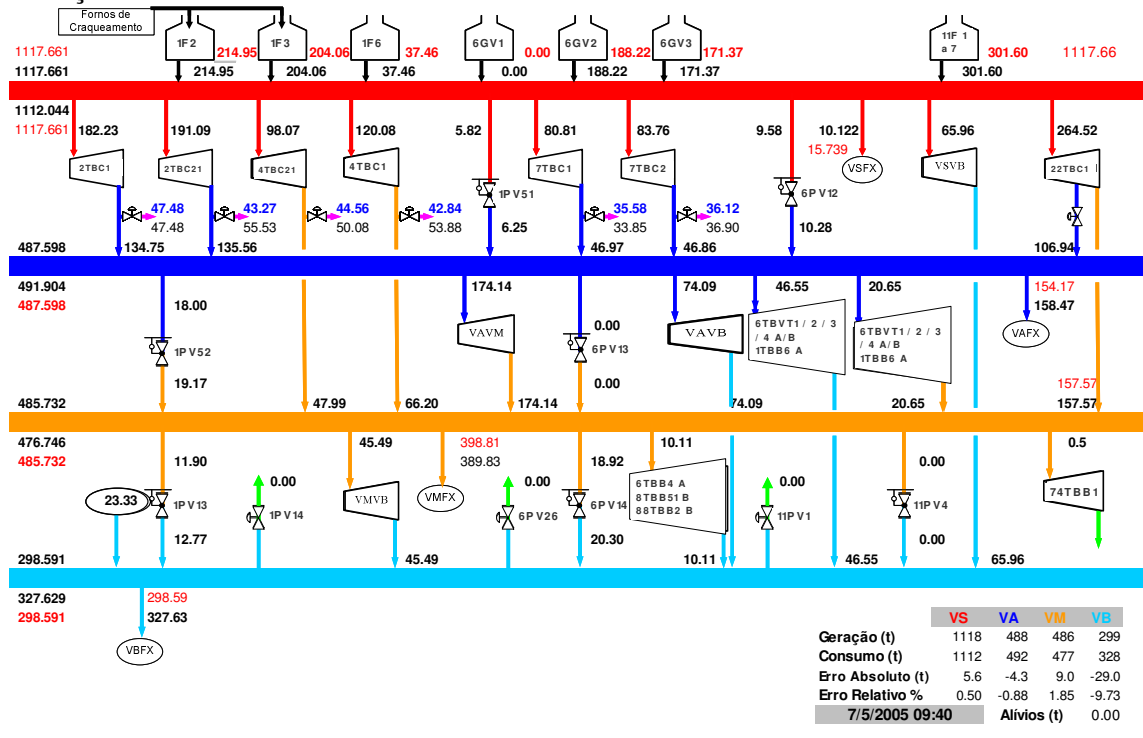 Fornos de
Craqueamento
1F2
1F3
1F6
6GV1
6GV2
6GV3
11F 1
a 7
1117.661
214.95
204.06
37.46
0.00
188.22
171.37
301.60
1117.66
1117.661
214.95
204.06
37.46
0.00
188.22
171.37
301.60
1112.044
1117.661
182.23
191.09
98.07
120.08
5.82
80.81
83.76
9.58
10.122
15.739
65.96
264.52
2TBC1
2TBC21
4TBC21
4TBC1
1PV51
7TBC1
7TBC2
6PV12
VSFX
VSVB
22TBC1
47.48
47.48
43.27
55.53
44.56
50.08
42.84
53.88
6.25
35.58
33.85
36.12
36.90
10.28
487.598
134.75
135.56
46.97
46.86
106.94
491.904
487.598
18.00
174.14
74.09
46.55
20.65
154.17
158.47
1PV52
VAVM
0.00
6PV13
VAVB
6TBVT1 / 2 / 3
/ 4 A/B
1TBB6 A
6TBVT1 / 2 / 3
/ 4 A/B
1TBB6 A
VAFX
19.17
0.00
157.57
485.732
47.99
66.20
174.14
74.09
20.65
157.57
476.746
485.732
11.90
45.49
398.81
389.83
18.92
10.11
0.00
0.5
23.33
1PV13
0.00
1PV14
VMVB
VMFX
0.00
6PV26
6PV14
6TBB4 A
8TBB51 B
88TBB2 B
0.00
11PV1
11PV4
74TBB1
12.77
20.30
0.00
298.591
45.49
10.11
46.55
65.96
327.629
298.591
298.59
327.63
VBFX
VS VA VM VB
Geração (t) 1118 488 486 299
Consumo (t) 1112 492 477 328
Erro Absoluto (t) 5.6 -4.3 9.0 -29.0
Erro Relativo % 0.50 -0.88 1.85 -9.73
7/5/2005 09:40 Alívios (t) 0.00